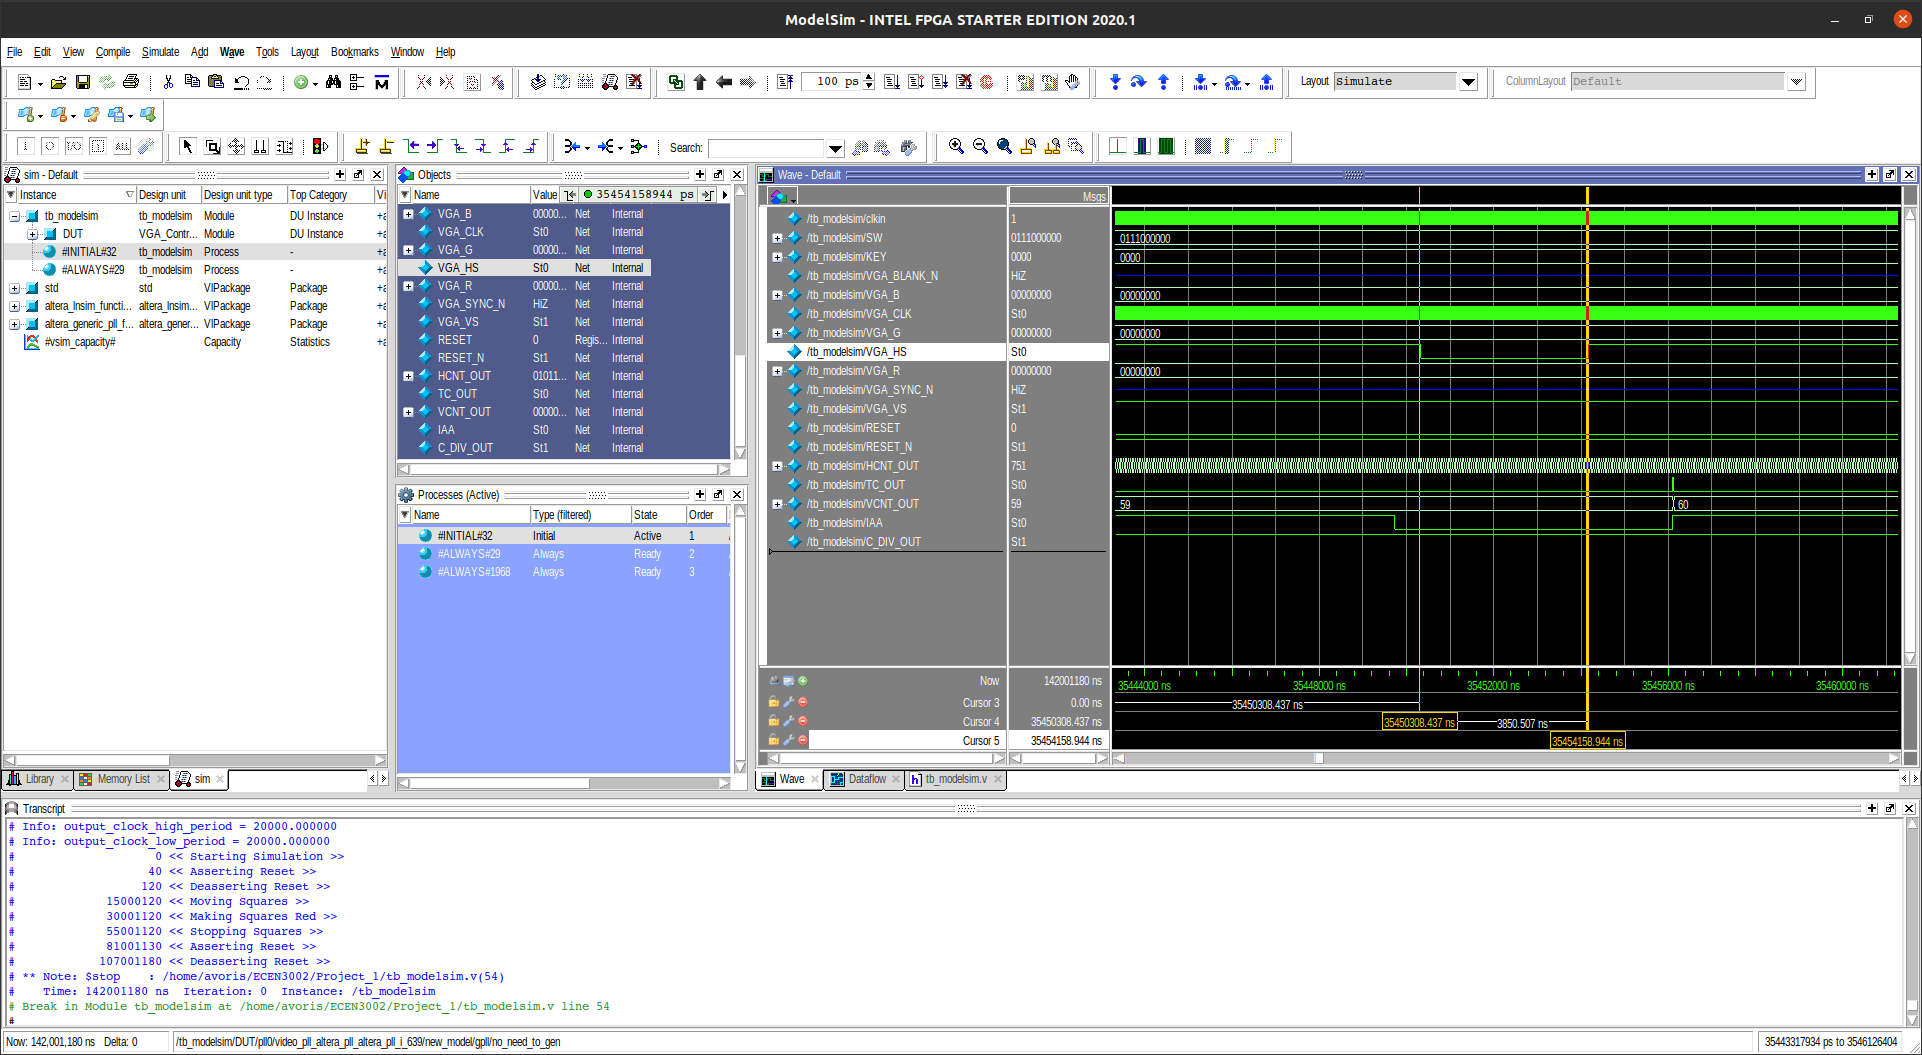 ModelSim - INTEL FPGA STARTER EDITION 2020.1
File Edit View Compile Simulate Add Wave Tools Layout Bookmarks Window Help
100 ps
Layout Simulate
ColumnLayout Default
Search:
sim - Default
Instance Design unit Design unit type Top Category Vi
tb_modelsim tb_modelsim Module DU Instance +a
DUT VGA_Contr... Module DU Instance +a
#INITIAL#32 tb_modelsim Process - +a
#ALWAYS#29 tb_modelsim Process - +a
std std VIPackage Package +a
altera_lnsim_functi... altera_lnsim... VIPackage Package +a
altera_generic_pll_f... altera_gener... VIPackage Package +a
#vsim_capacity# Capacity Statistics +a
Library Memory List sim
Objects
Name Value 35454158944 ps
VGA_B 00000... Net Internal
VGA_CLK St0 Net Internal
VGA_G 00000... Net Internal
VGA_HS St0 Net Internal
VGA_R 00000... Net Internal
VGA_SYNC_N HiZ Net Internal
VGA_VS St1 Net Internal
RESET 0 Regis... Internal
RESET_N St1 Net Internal
HCNT_OUT 01011... Net Internal
TC_OUT St0 Net Internal
VCNT_OUT 00000... Net Internal
IAA St0 Net Internal
C_DIV_OUT St1 Net Internal
Processes (Active)
Name Type (filtered) State Order
#INITIAL#32 Initial Active 1
#ALWAYS#29 Always Ready 2
#ALWAYS#1968 Always Ready 3
Wave - Default
Msgs
/tb_modelsim/clkin 1
/tb_modelsim/SW 0111000000 0111000000
/tb_modelsim/KEY 0000 0000
/tb_modelsim/VGA_BLANK_N HiZ
/tb_modelsim/VGA_B 00000000 00000000
/tb_modelsim/VGA_CLK St0
/tb_modelsim/VGA_G 00000000 00000000
/tb_modelsim/VGA_HS St0
/tb_modelsim/VGA_R 00000000 00000000
/tb_modelsim/VGA_SYNC_N HiZ
/tb_modelsim/VGA_VS St1
/tb_modelsim/RESET 0
/tb_modelsim/RESET_N St1
/tb_modelsim/HCNT_OUT 751
/tb_modelsim/TC_OUT St0
/tb_modelsim/VCNT_OUT 59 59 60
/tb_modelsim/IAA St0
/tb_modelsim/C_DIV_OUT St1
Now 142001180 ns 35444000 ns 35448000 ns 35452000 ns 35456000 ns 35460000 ns
Cursor 3 0.00 ns 35450308.437 ns
Cursor 4 35450308.437 ns 35450308.437 ns 3850.507 ns
Cursor 5 35454158.944 ns 35454158.944 ns
Wave Dataflow tb_modelsim.v
Transcript
# Info: output_clock_high_period = 20000.000000
# Info: output_clock_low_period = 20000.000000
# 0 << Starting Simulation >>
# 40 << Asserting Reset >>
# 120 << Deasserting Reset >>
# 15000120 << Moving Squares >>
# 30001120 << Making Squares Red >>
# 55001120 << Stopping Squares >>
# 81001130 << Asserting Reset >>
# 107001180 << Deasserting Reset >>
# ** Note: $stop : /home/avoris/ECEN3002/Project_1/tb_modelsim.v(54)
# Time: 142001180 ns Iteration: 0 Instance: /tb_modelsim
# Break in Module tb_modelsim at /home/avoris/ECEN3002/Project_1/tb_modelsim.v line 54
#
Now: 142,001,180 ns Delta: 0 /tb_modelsim/DUT/pll0/video_pll_altera_pll_altera_pll_i_639/new_model/gpll/no_need_to_gen 35443317934 ps to 3546126404